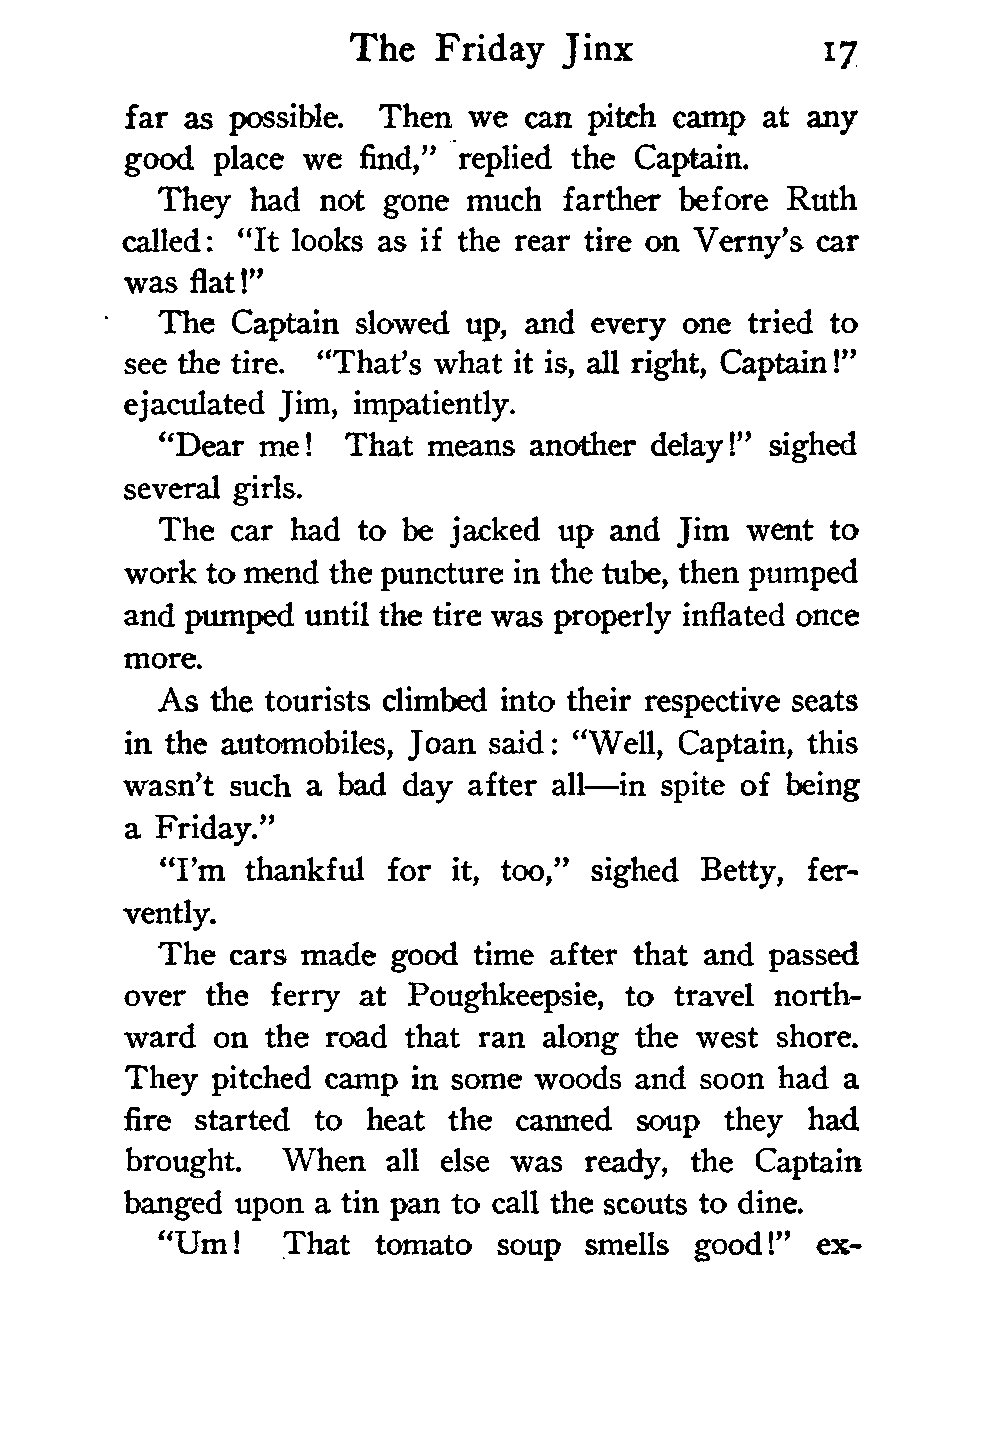 The Friday Jinx 17
far as possible. Then we can pitch camp at any
good place we find,” replied the Captain.
They had not gone much farther before Ruth
called: “It looks as if the rear tire on Verny’s car
was flat!”
The Captain slowed up, and every one tried to
see the tire. “That’s what it is, all right, Captain!”
ejaculated Jim, impatiently.
“Dear me! That means another delay!” sighed
several girls.
The car had to be jacked up and Jim went to
work to mend the puncture in the tube, then pumped
and pumped until the tire was properly inflated once
more.
As the tourists climbed into their respective seats
in the automobiles, Joan said: “Well, Captain, this
wasn’t such a bad day after all—in spite of being
a Friday.”
“I’m thankful for it, too,” sighed Betty, fer-
vently.
The cars made good time after that and passed
over the ferry at Poughkeepsie, to travel north-
ward on the road that ran along the west shore.
They pitched camp in some woods and soon had a
fire started to heat the canned soup they had
brought. When all else was ready, the Captain
banged upon a tin pan to call the scouts to dine.
“Um! That tomato soup smells good!” ex-